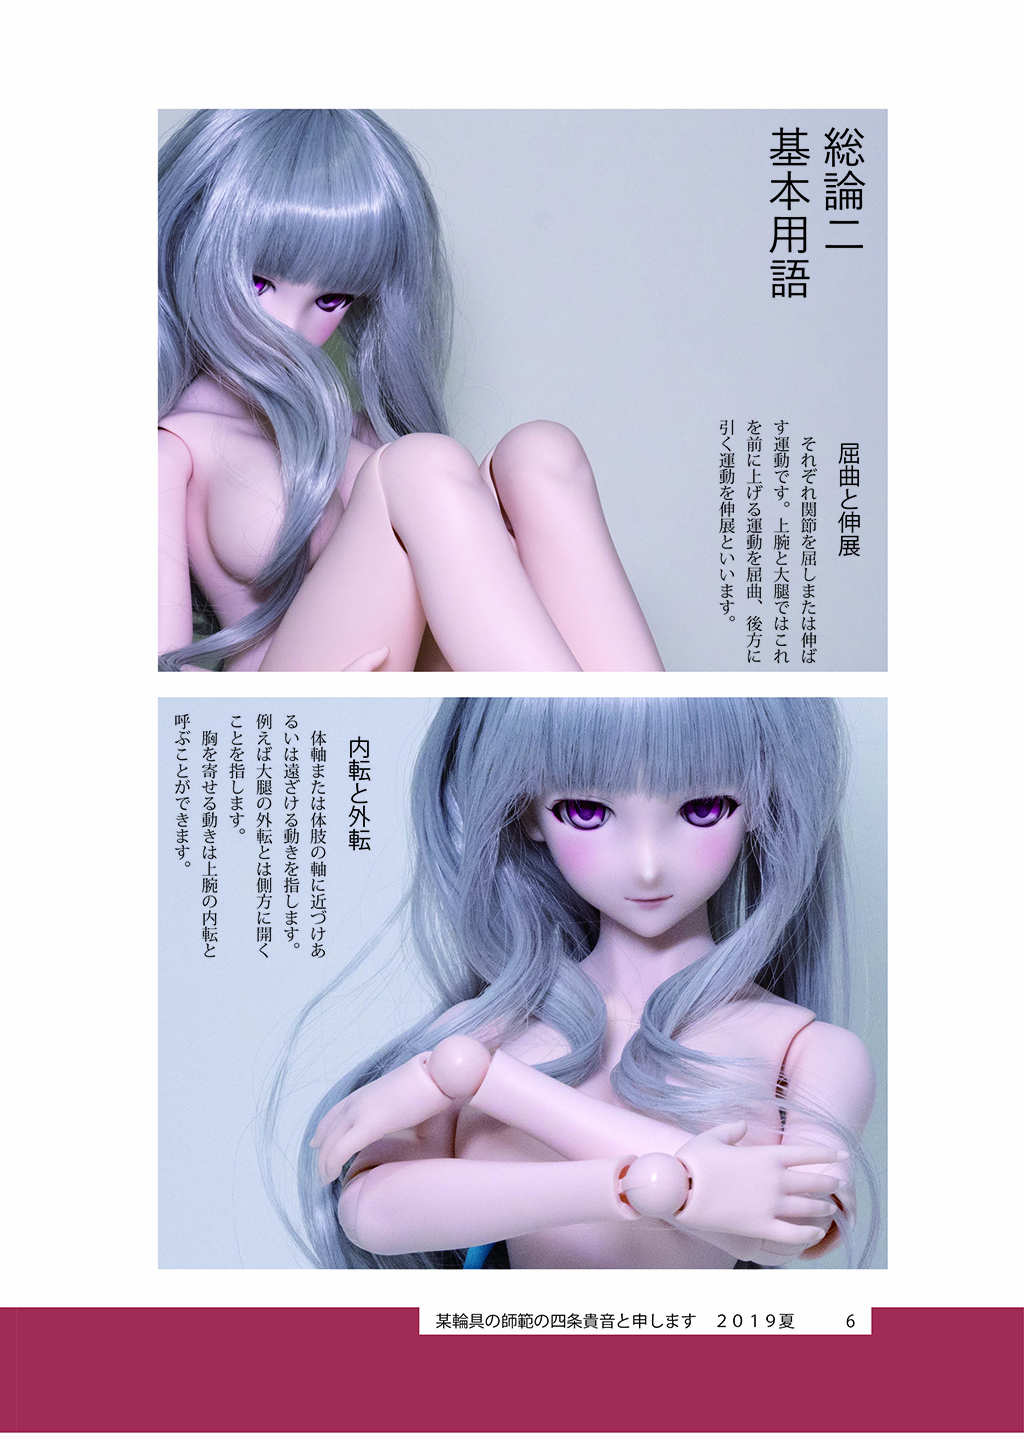 総論二
基本用語
屈曲と伸展
それぞれ関節を屈しまたは伸ば
す運動です。上腕と大腿ではこれ
を前に上げる運動を屈曲、後方に
引く運動を伸展といいます。
内転と外転
体軸または体肢の軸に近づけあ
るいは遠ざける動きを指します。
例えば大腿の外転とは側方に開く
ことを指します。
胸を寄せる動きは上腕の内転と
呼ぶことができます。
某輪具の師範の四条貴音と申します　２０１９夏　6